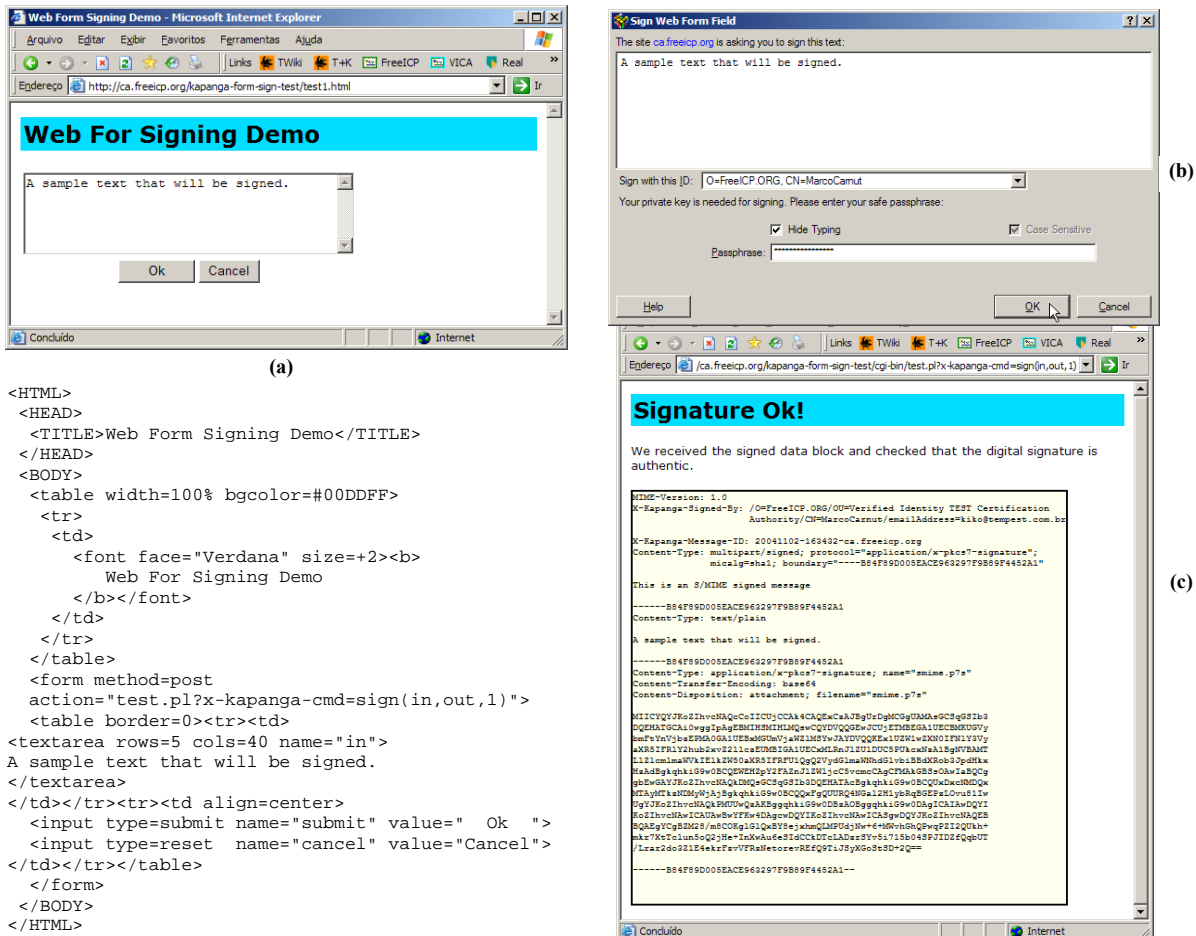 Web Form Signing Demo - Microsoft Internet Explorer
Arquivo Editar Exibir Favoritos Ferramentas Ajuda
Links TWiki T+K FreeICP VICA Real »
Endereço http://ca.freeicp.org/kapanga-form-sign-test/test1.html Ir
Web For Signing Demo
A sample text that will be signed.
Ok Cancel
Concluído Internet
(a)
<HTML>
<HEAD>
<TITLE>Web Form Signing Demo</TITLE>
</HEAD>
<BODY>
<table width=100% bgcolor=#00DDFF>
<tr>
<td>
<font face="Verdana" size=+2><b>
Web For Signing Demo
</b></font>
</td>
</tr>
</table>
<form method=post
action="test.pl?x-kapanga-cmd=sign(in,out,1)">
<table border=0><tr><td>
<textarea rows=5 cols=40 name="in">
A sample text that will be signed.
</textarea>
</td></tr><tr><td align=center>
<input type=submit name="submit" value="  Ok  ">
<input type=reset  name="cancel" value="Cancel">
</td></tr></table>
</form>
</BODY>
</HTML>
Sign Web Form Field
The site ca.freeicp.org is asking you to sign this text:
A sample text that will be signed.
Sign with this ID: O=FreeICP.ORG, CN=MarcoCarnut
Your private key is needed for signing. Please enter your safe passphrase:
Hide Typing Case Sensitive
Passphrase: ****************
Help OK Cancel
(b)
Links TWiki T+K FreeICP VICA Real »
Endereço /ca.freeicp.org/kapanga-form-sign-test/cgi-bin/test.pl?x-kapanga-cmd=sign(in,out,1) Ir
Signature Ok!
We received the signed data block and checked that the digital signature is
authentic.
MIME-Version: 1.0
X-Kapanga-Signed-By: /O=FreeICP.ORG/OU=Verified Identity TEST Certification
Authority/CN=MarcoCarnut/emailAddress=kiko@tempest.com.br
X-Kapanga-Message-ID: 20041102-163432-ca.freeicp.org
Content-Type: multipart/signed; protocol="application/x-pkcs7-signature";
micalg=sha1; boundary="----B84F89D005EACE963297F9B89F4452A1"
This is an S/MIME signed message
------B84F89D005EACE963297F9B89F4452A1
Content-Type: text/plain
A sample text that will be signed.
------B84F89D005EACE963297F9B89F4452A1
Content-Type: application/x-pkcs7-signature; name="smime.p7s"
Content-Transfer-Encoding: base64
Content-Disposition: attachment; filename="smime.p7s"
------B84F89D005EACE963297F9B89F4452A1--
(c)
Concluído Internet